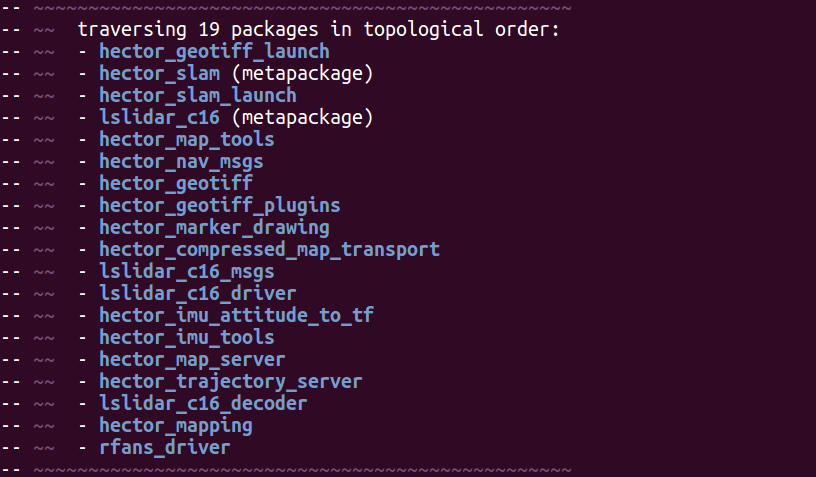 -- ~~~~~~~~~~~~~~~~~~~~~~~~~~~~~~~~~~~~~~~~~~~~~~~~~
-- ~~  traversing 19 packages in topological order:
-- ~~  - hector_geotiff_launch
-- ~~  - hector_slam (metapackage)
-- ~~  - hector_slam_launch
-- ~~  - lslidar_c16 (metapackage)
-- ~~  - hector_map_tools
-- ~~  - hector_nav_msgs
-- ~~  - hector_geotiff
-- ~~  - hector_geotiff_plugins
-- ~~  - hector_marker_drawing
-- ~~  - hector_compressed_map_transport
-- ~~  - lslidar_c16_msgs
-- ~~  - lslidar_c16_driver
-- ~~  - hector_imu_attitude_to_tf
-- ~~  - hector_imu_tools
-- ~~  - hector_map_server
-- ~~  - hector_trajectory_server
-- ~~  - lslidar_c16_decoder
-- ~~  - hector_mapping
-- ~~  - rfans_driver
-- ~~~~~~~~~~~~~~~~~~~~~~~~~~~~~~~~~~~~~~~~~~~~~~~~~